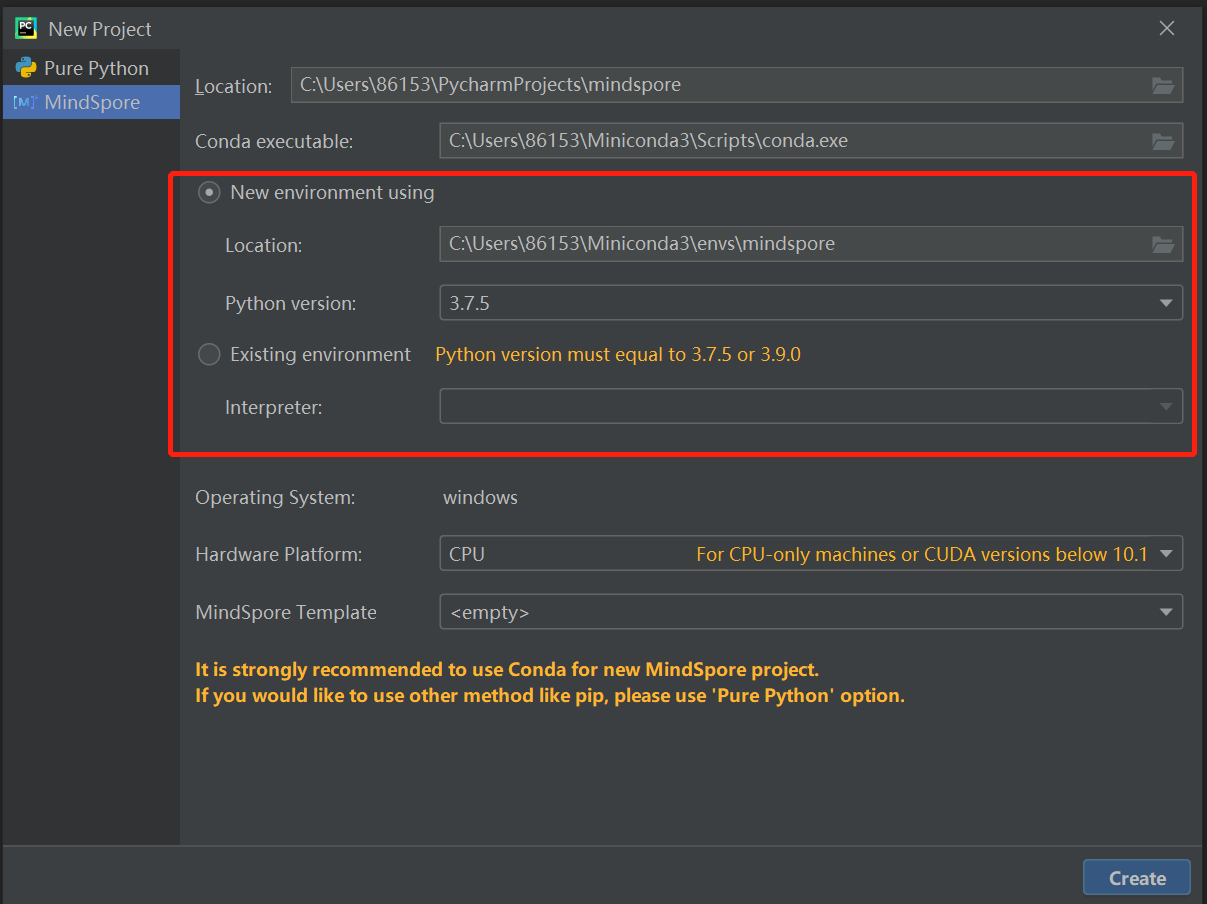 PC New Project
Pure Python
[M] MindSpore
Location: C:\Users\86153\PycharmProjects\mindspore
Conda executable: C:\Users\86153\Miniconda3\Scripts\conda.exe
New environment using
Location: C:\Users\86153\Miniconda3\envs\mindspore
Python version: 3.7.5
Existing environment Python version must equal to 3.7.5 or 3.9.0
Interpreter:
Operating System: windows
Hardware Platform: CPU For CPU-only machines or CUDA versions below 10.1
MindSpore Template <empty>
It is strongly recommended to use Conda for new MindSpore project.
If you would like to use other method like pip, please use 'Pure Python' option.
Create